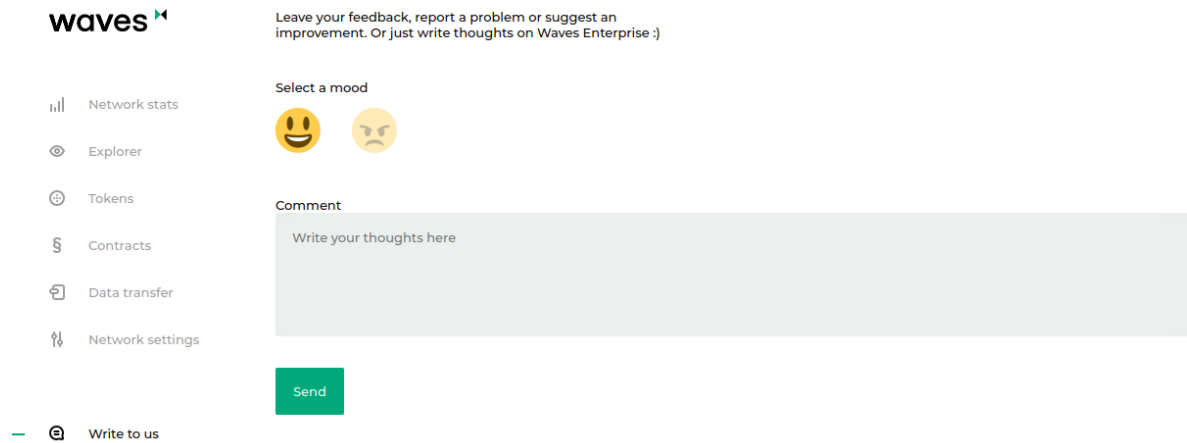 waves
Network stats
Explorer
Tokens
Contracts
Data transfer
Network settings
Write to us
Leave your feedback, report a problem or suggest an
improvement. Or just write thoughts on Waves Enterprise :)
Select a mood
Comment
Write your thoughts here
Send